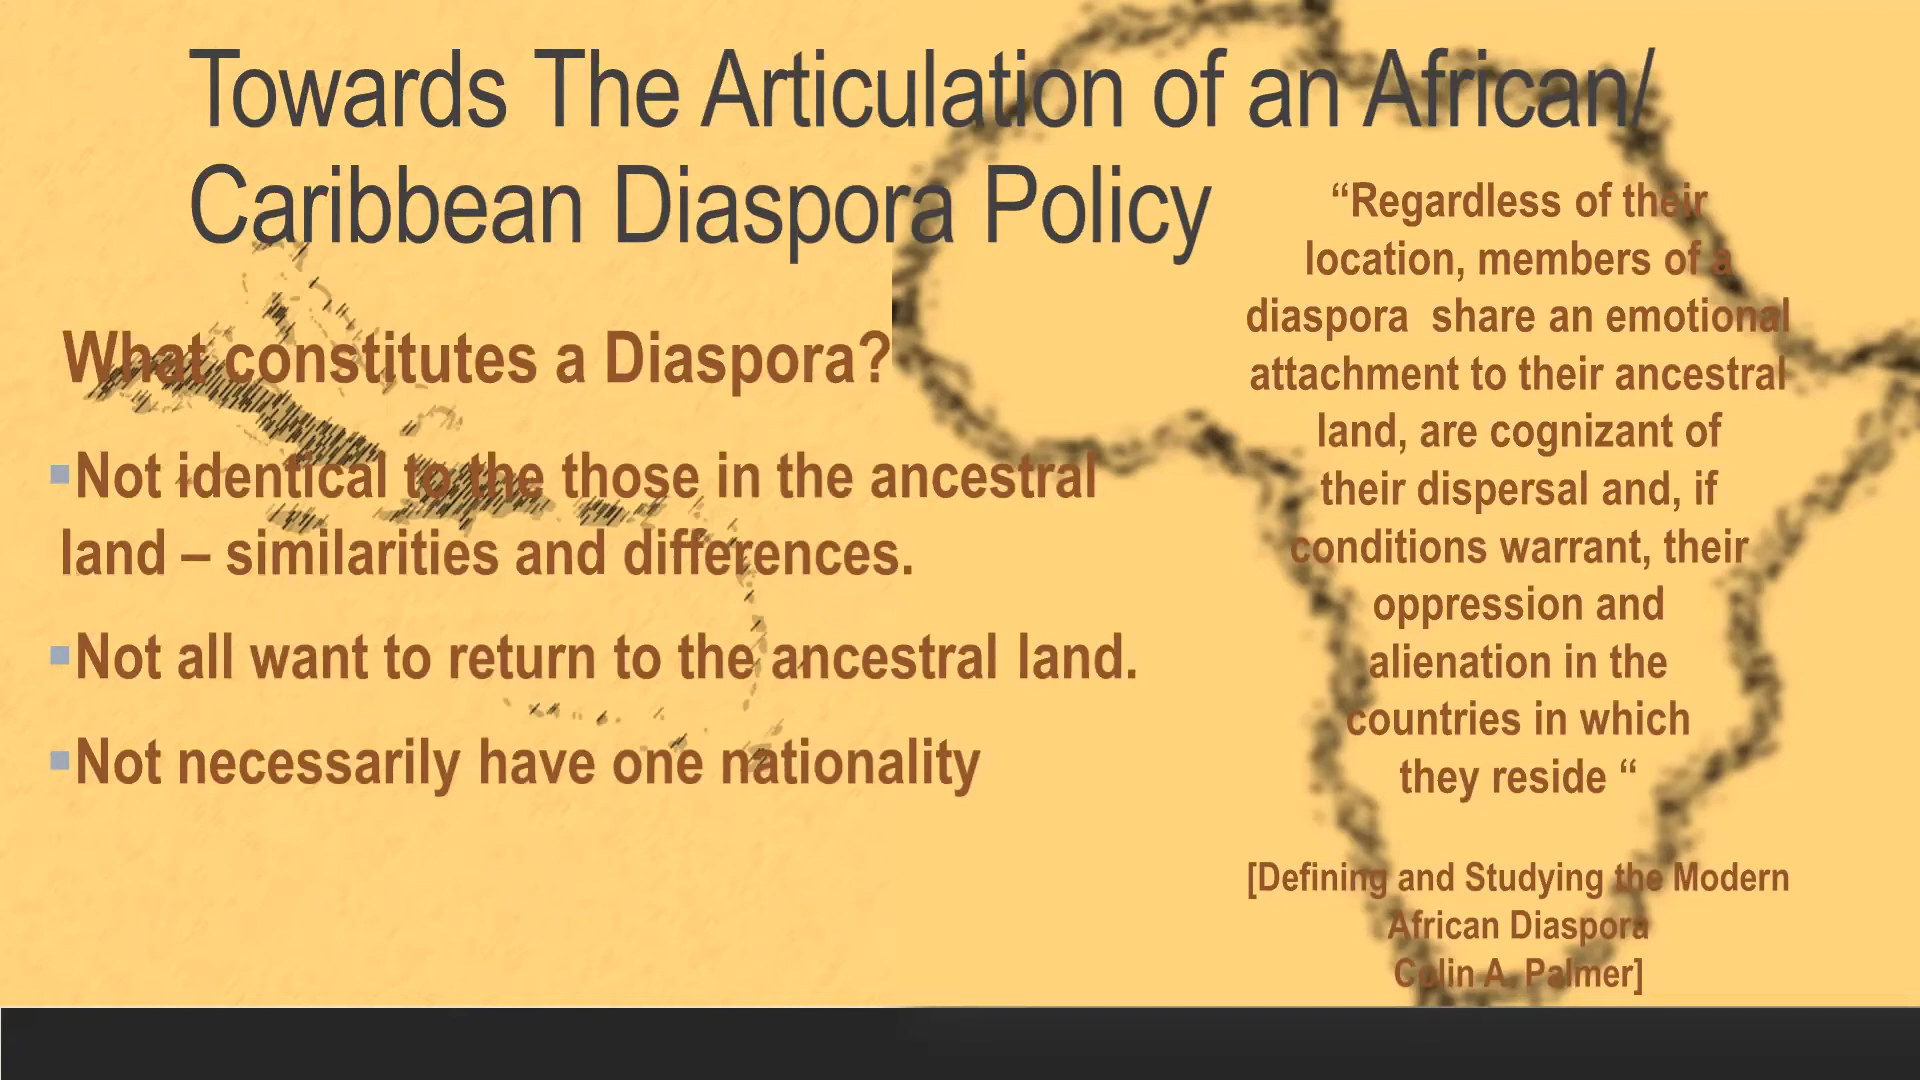 Towards The Articulation of an African/
Caribbean Diaspora Policy
What constitutes a Diaspora?
▪Not identical to the those in the ancestral
land – similarities and differences.
▪Not all want to return to the ancestral land.
▪Not necessarily have one nationality
“Regardless of their
location, members of a
diaspora share an emotional
attachment to their ancestral
land, are cognizant of
their dispersal and, if
conditions warrant, their
oppression and
alienation in the
countries in which
they reside “
[Defining and Studying the Modern
African Diaspora
Colin A. Palmer]